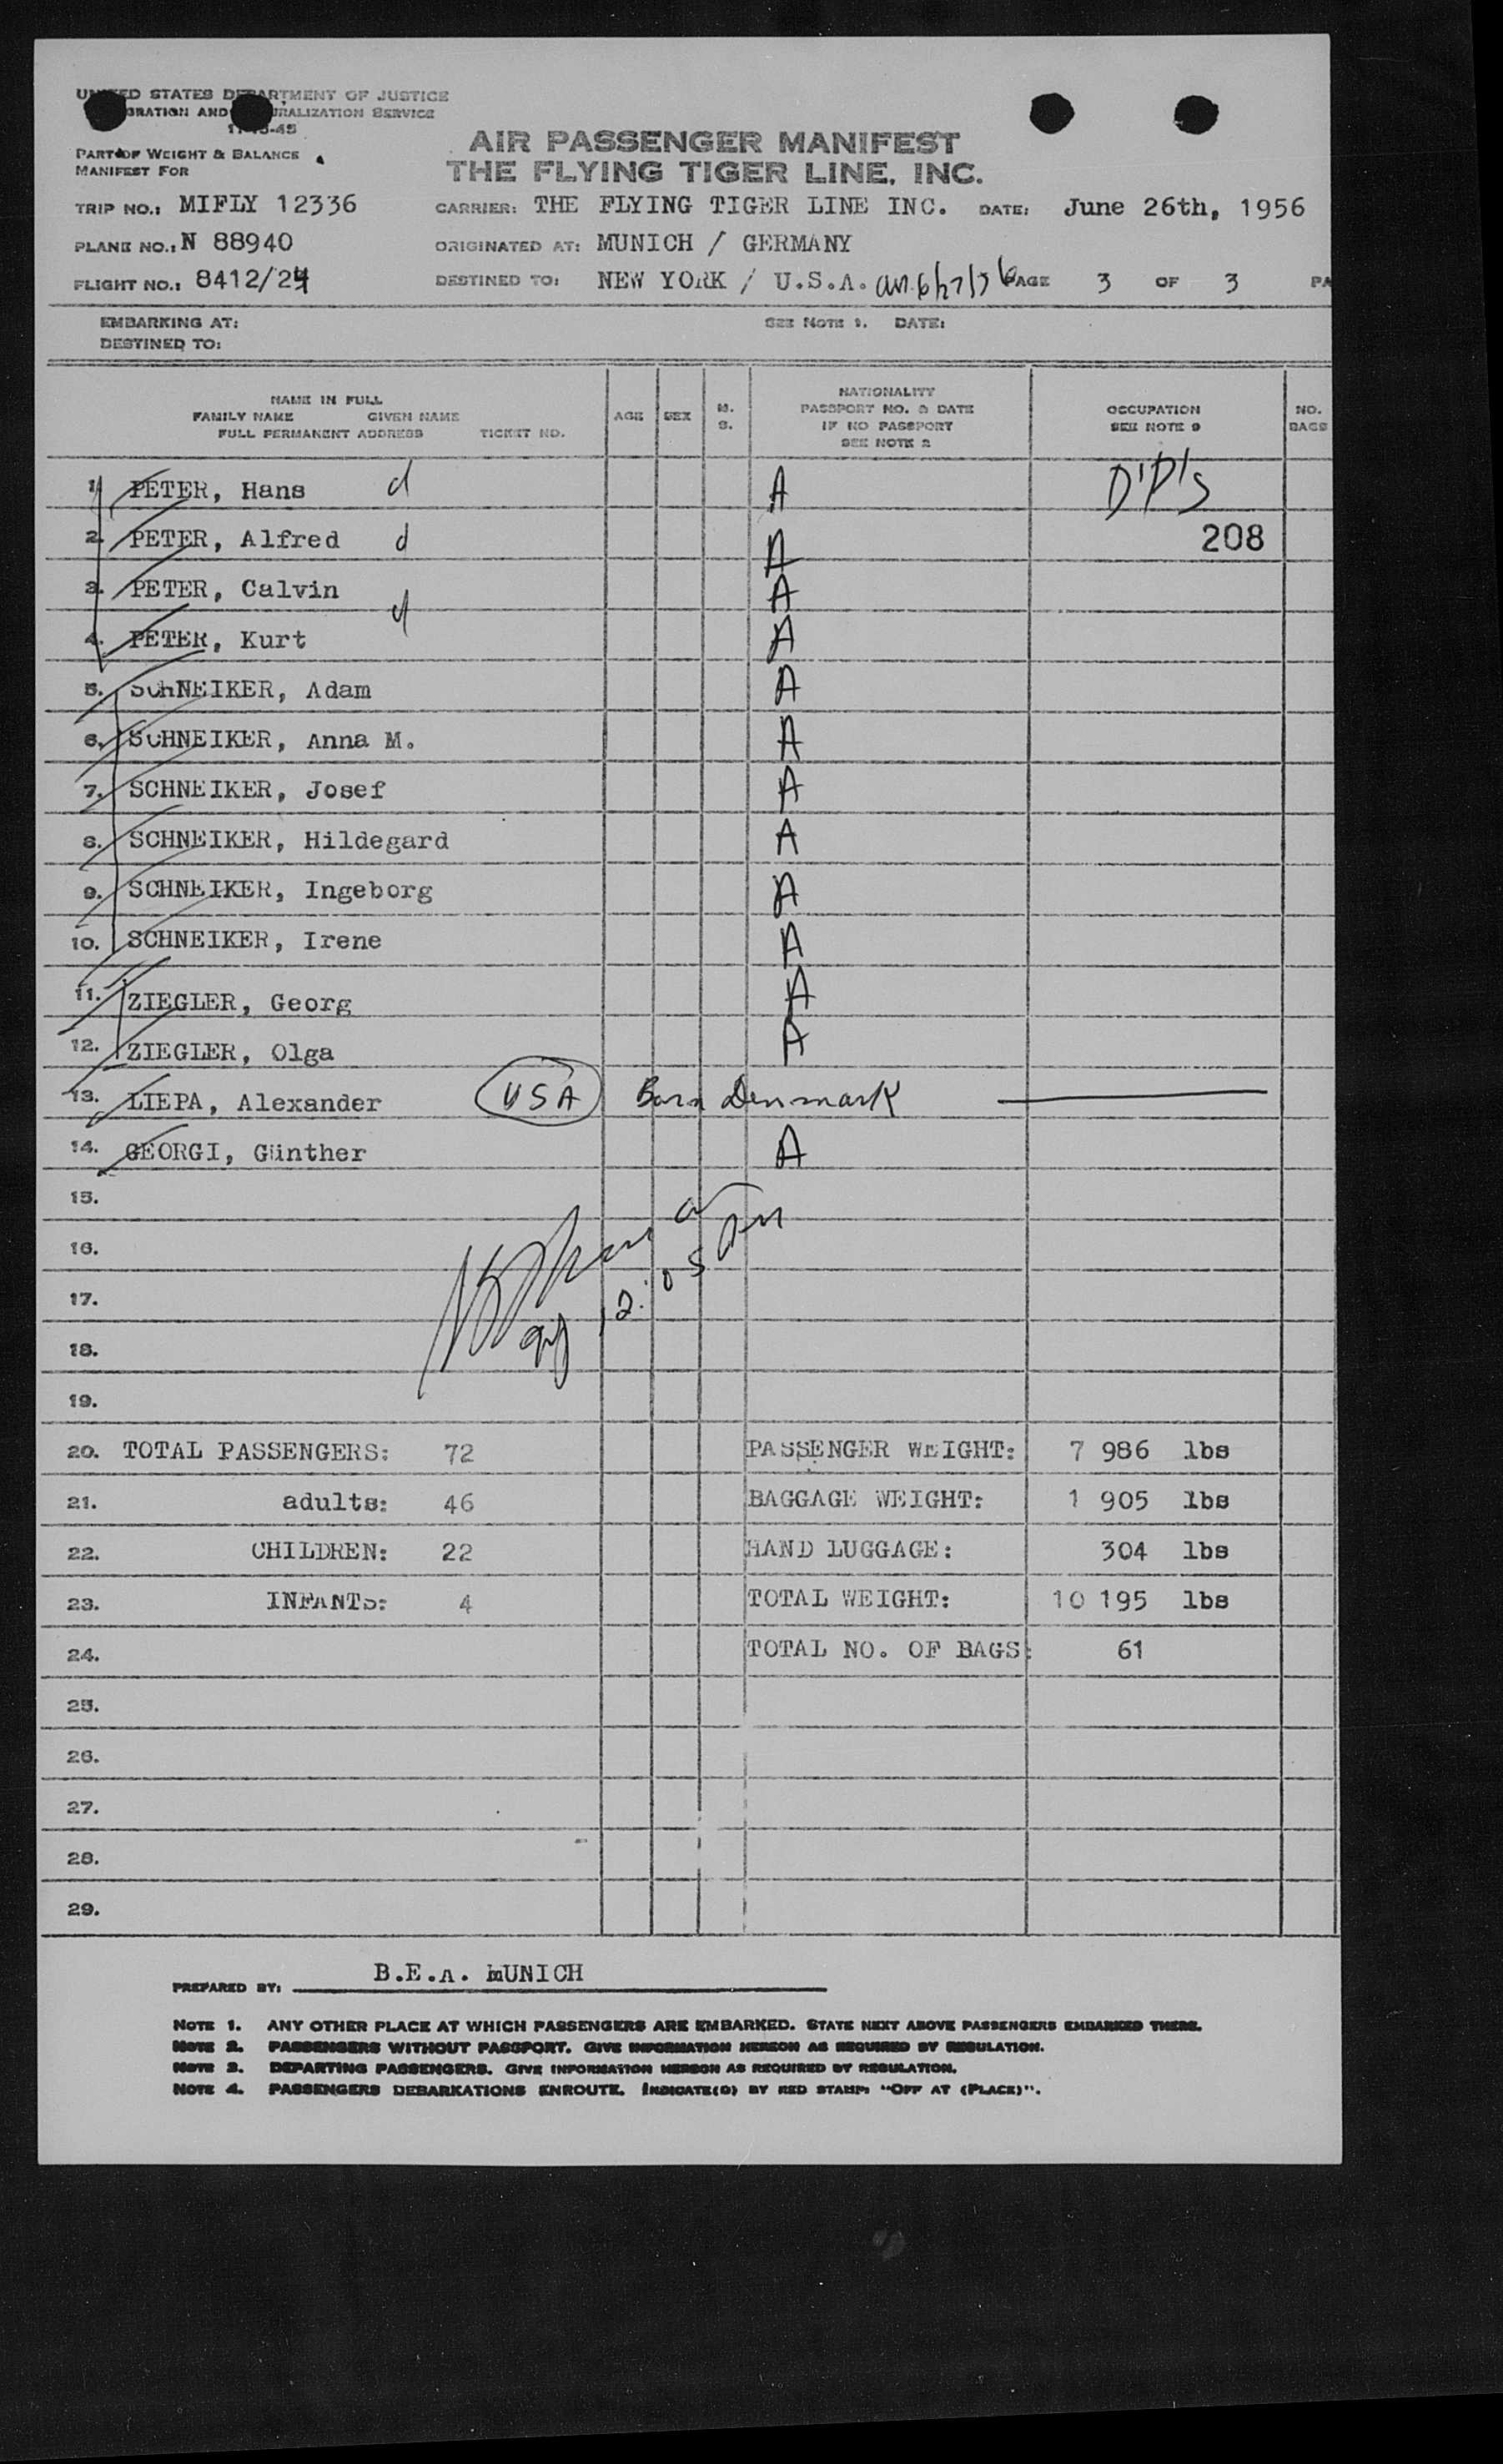 UNITED STATES DEPARTMENT OF JUSTICE
IMMIGRATION AND NATURALIZATION SERVICE
PART OF WEIGHT & BALANCE
MANIFEST FOR
AIR PASSENGER MANIFEST
THE FLYING TIGER LINE, INC.
TRIP NO.: MIFLY 12336 CARRIER: THE FLYING TIGER LINE INC. DATE: June 26th, 1956
PLANE NO.: N 88940 ORIGINATED AT: MUNICH / GERMANY
FLIGHT NO.: 8412/24 DESTINED TO: NEW YORK / U.S.A. arr. 6/27/56 PAGE 3 OF 3 PA
EMBARKING AT: SEE NOTE 1. DATE:
DESTINED TO:
NAME IN FULL
FAMILY NAME GIVEN NAME
FULL PERMANENT ADDRESS TICKET NO.
AGE
SEX
M.
S.
NATIONALITY
PASSPORT NO. & DATE
IF NO PASSPORT
SEE NOTE 2
OCCUPATION
SEE NOTE 3
NO.
BAGS
1. PETER, Hans d A D'P'S
2. PETER, Alfred d A 208
3. PETER, Calvin A
4. PETER, Kurt A
5. SChNEIKER, Adam A
6. SCHNEIKER, Anna M. A
7. SCHNEIKER, Josef A
8. SCHNEIKER, Hildegard A
9. SCHNEIKER, Ingeborg A
10. SCHNEIKER, Irene A
11. ZIEGLER, Georg A
12. ZIEGLER, Olga A
13. LIEPA, Alexander USA Born Denmark
14. GEORGI, Günther A
15.
16.
17. 12:05 pm
18.
19.
20. TOTAL PASSENGERS: 72 PASSENGER WEIGHT: 7 986 lbs
21. adults: 46 BAGGAGE WEIGHT: 1 905 lbs
22. CHILDREN: 22 HAND LUGGAGE: 304 lbs
23. INFANTS: 4 TOTAL WEIGHT: 10 195 lbs
24. TOTAL NO. OF BAGS: 61
25.
26.
27.
28.
29.
PREPARED BY: B.E.A. mUNICH
NOTE 1. ANY OTHER PLACE AT WHICH PASSENGERS ARE EMBARKED. STATE NEXT ABOVE PASSENGERS EMBARKED THERE.
NOTE 2. PASSENGERS WITHOUT PASSPORT. GIVE INFORMATION HEREON AS REQUIRED BY REGULATION.
NOTE 3. DEPARTING PASSENGERS. GIVE INFORMATION HEREON AS REQUIRED BY REGULATION.
NOTE 4. PASSENGERS DEBARKATIONS ENROUTE. INDICATE(D) BY RED STAMP: "OFF AT (PLACE)".